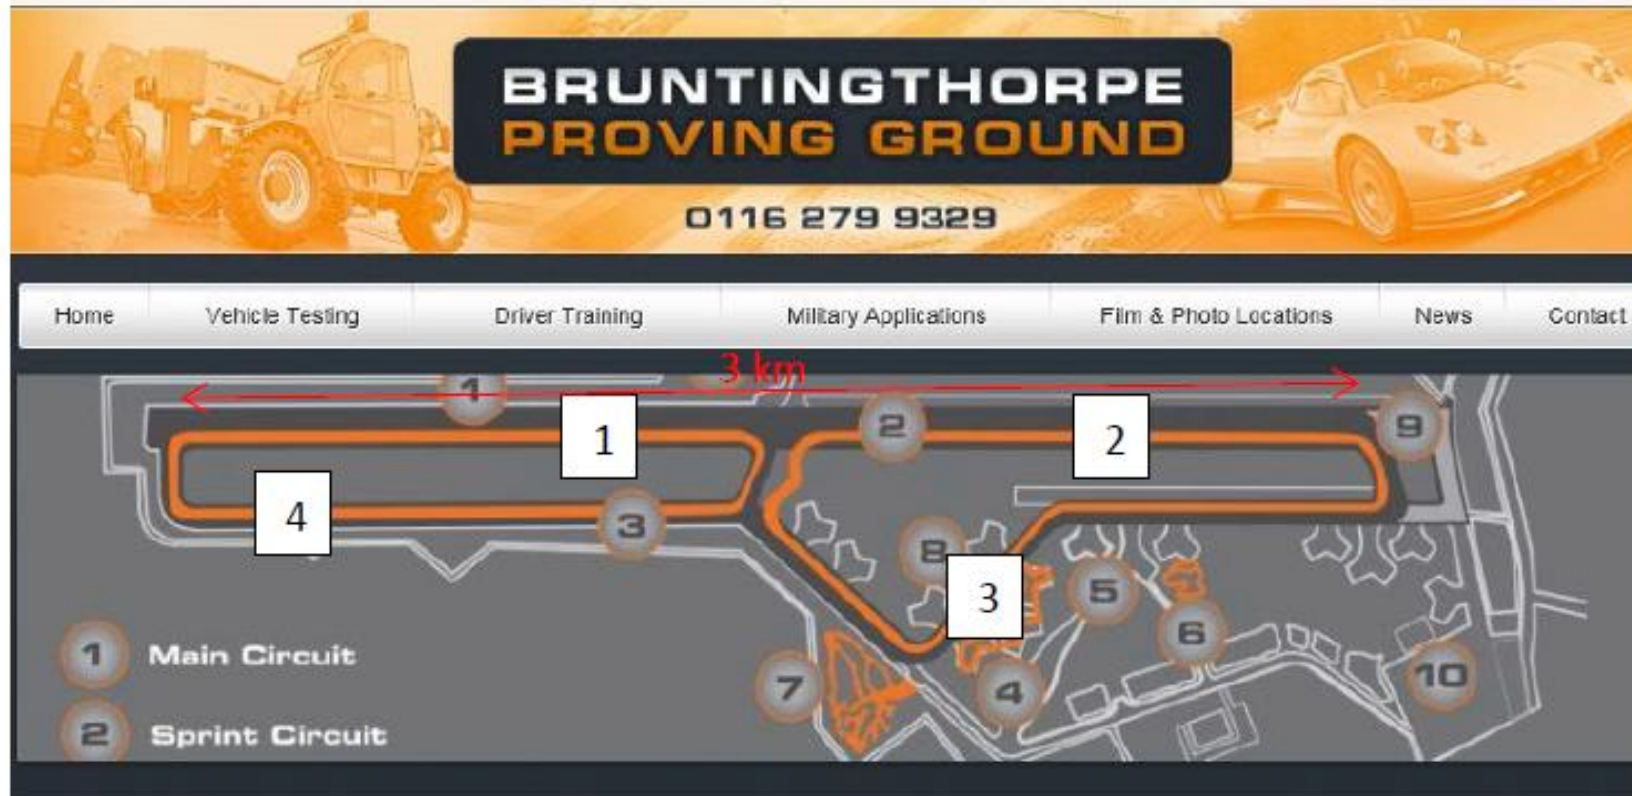 BRUNTINGTHORPE
PROVING GROUND
0116 279 9329
Home Vehicle Testing Driver Training Military Applications Film & Photo Locations News Contact
3 km
1
1 2 2 9
4 3 8 3 5 6
1 Main Circuit 7 4 10
2 Sprint Circuit